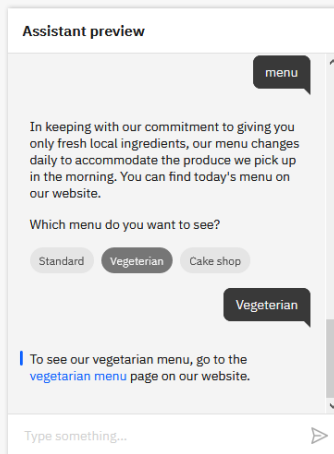 Assistant preview
menu
In keeping with our commitment to giving you
only fresh local ingredients, our menu changes
daily to accommodate the produce we pick up
in the morning. You can find today's menu on
our website.
Which menu do you want to see?
Standard Vegeterian Cake shop
Vegeterian
To see our vegetarian menu, go to the
vegetarian menu page on our website.
Type something...